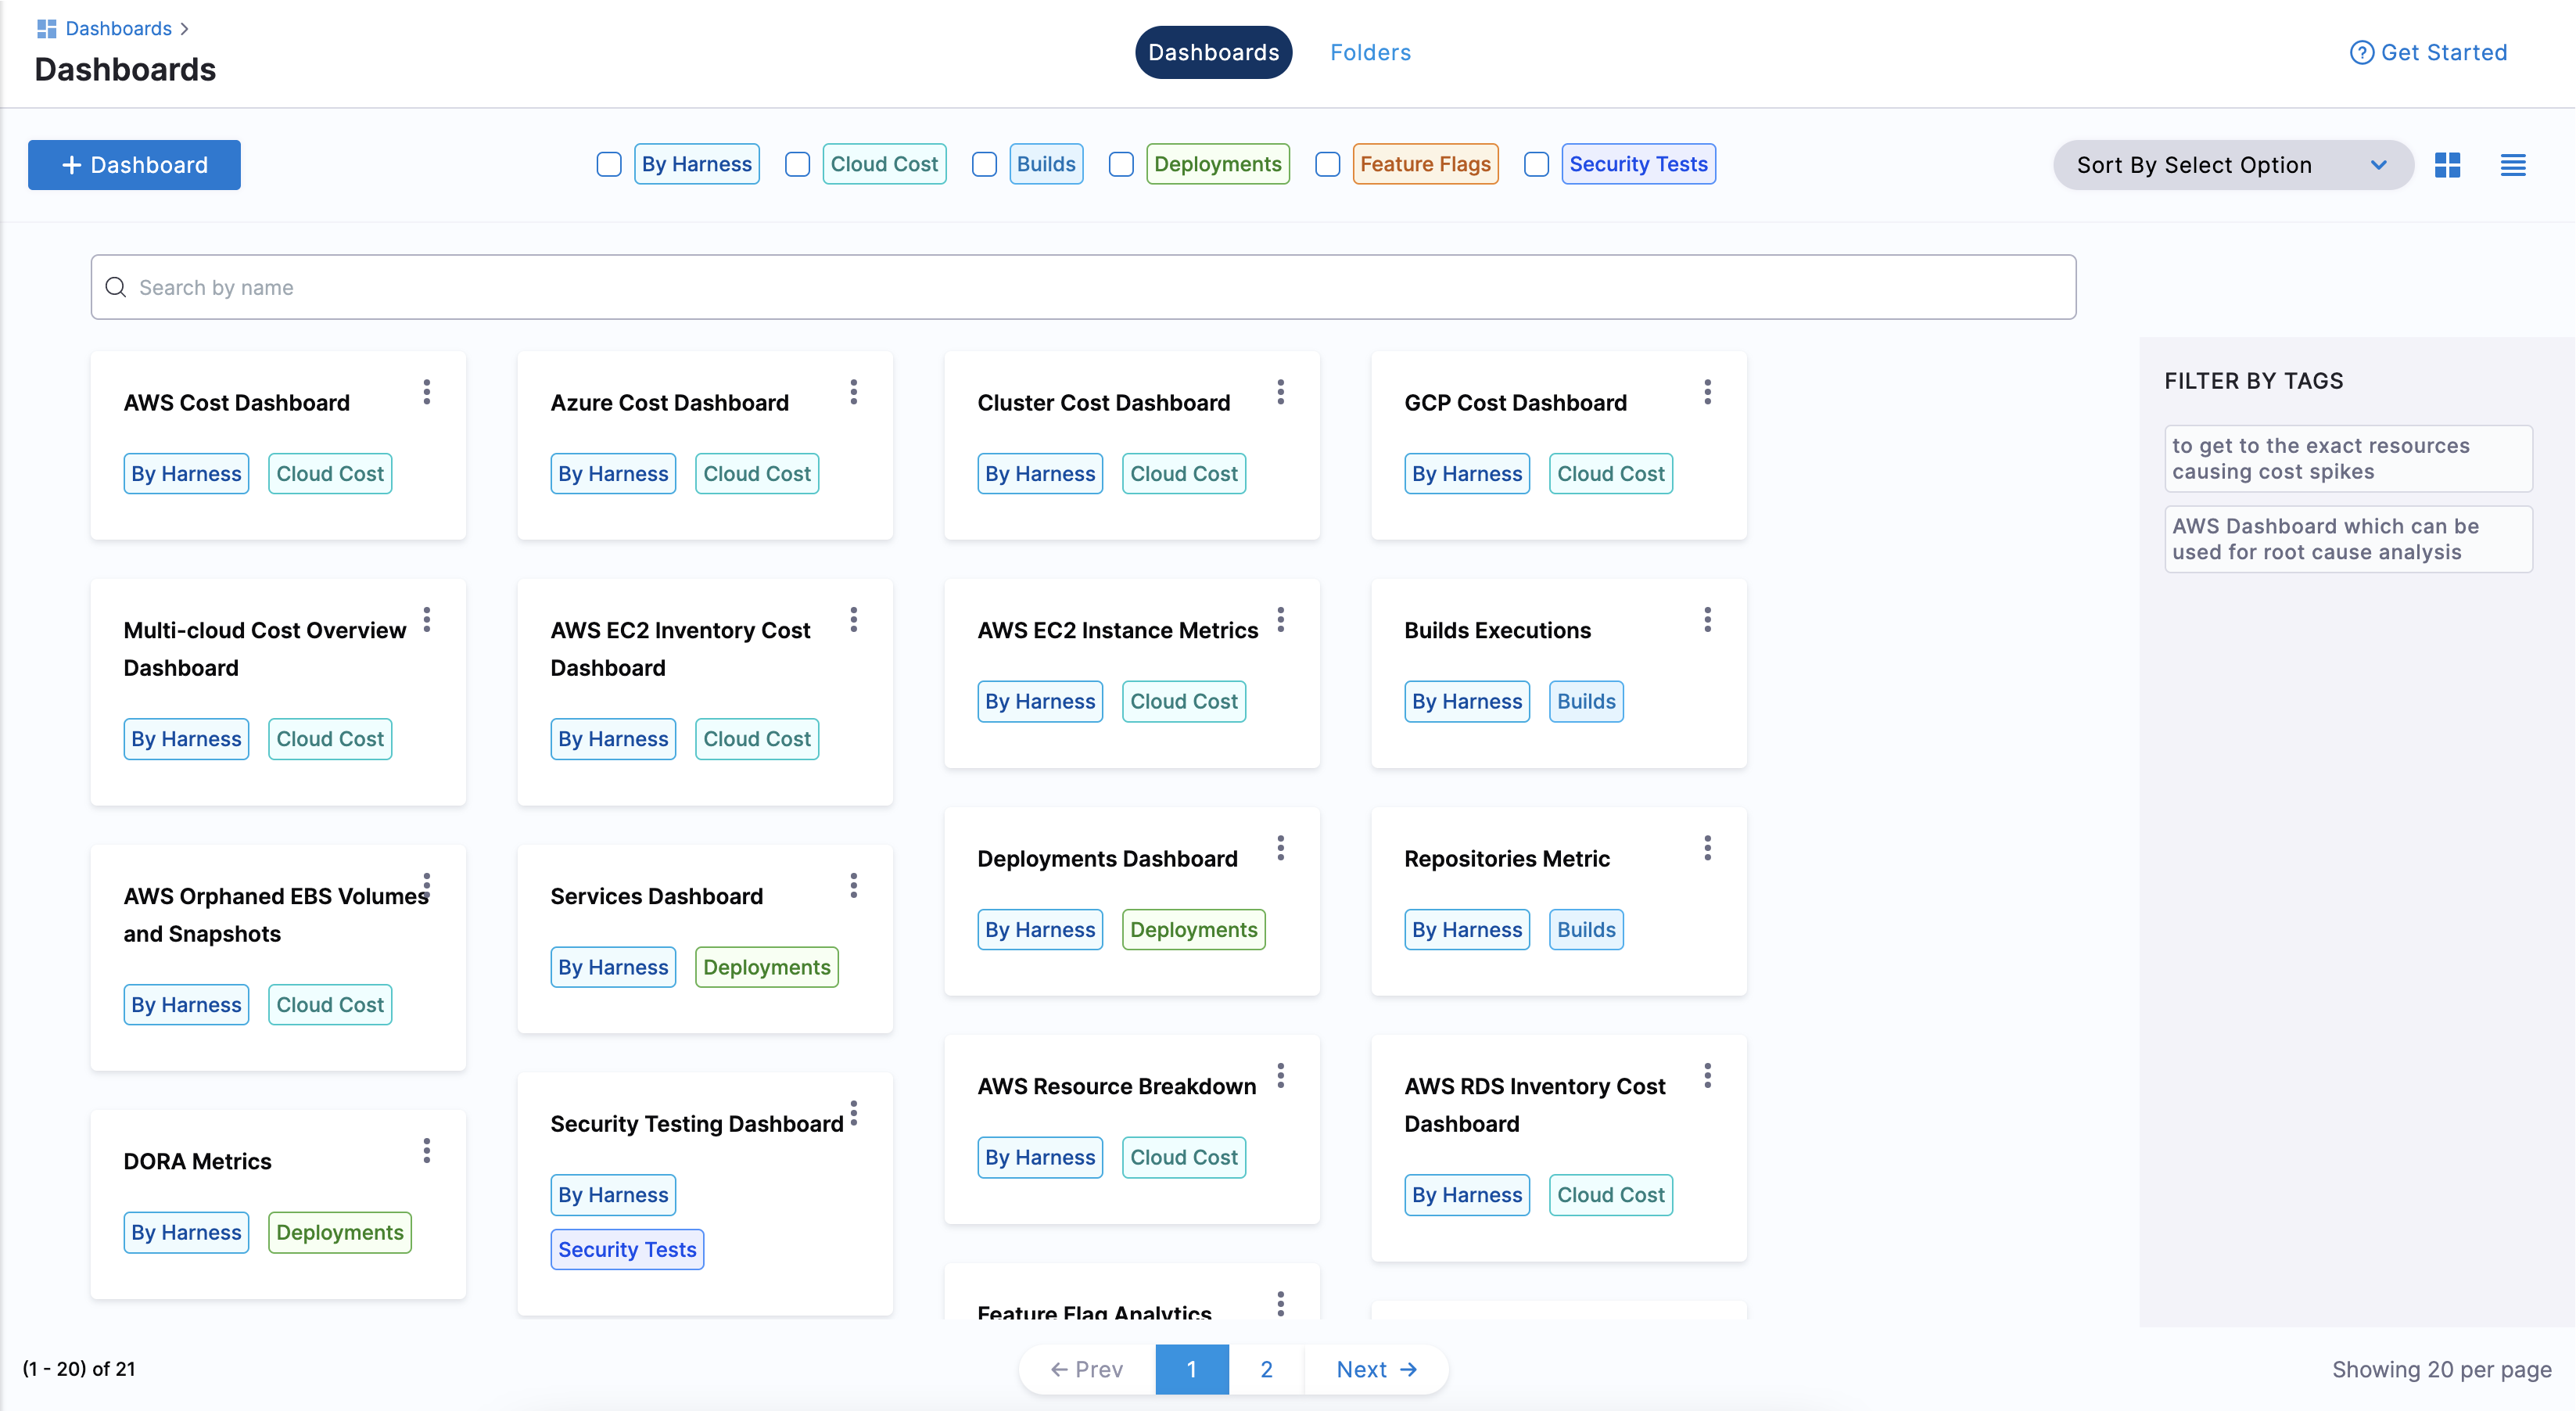 Dashboards
Dashboards
Dashboards
Folders
Get Started
+ Dashboard
By Harness
Cloud Cost
Builds
Deployments
Feature Flags
Security Tests
Sort By Select Option
Search by name
AWS Cost Dashboard
By Harness Cloud Cost
Azure Cost Dashboard
By Harness Cloud Cost
Cluster Cost Dashboard
By Harness Cloud Cost
GCP Cost Dashboard
By Harness Cloud Cost
Multi-cloud Cost Overview
Dashboard
By Harness Cloud Cost
AWS EC2 Inventory Cost
Dashboard
By Harness Cloud Cost
AWS EC2 Instance Metrics
By Harness Cloud Cost
Builds Executions
By Harness Builds
AWS Orphaned EBS Volumes
and Snapshots
By Harness Cloud Cost
Services Dashboard
By Harness Deployments
Deployments Dashboard
By Harness Deployments
Repositories Metric
By Harness Builds
DORA Metrics
By Harness Deployments
Security Testing Dashboard
By Harness
Security Tests
AWS Resource Breakdown
By Harness Cloud Cost
AWS RDS Inventory Cost
Dashboard
By Harness Cloud Cost
Feature Flag Analytics
FILTER BY TAGS
to get to the exact resources
causing cost spikes
AWS Dashboard which can be
used for root cause analysis
(1 - 20) of 21
← Prev 1 2 Next →
Showing 20 per page